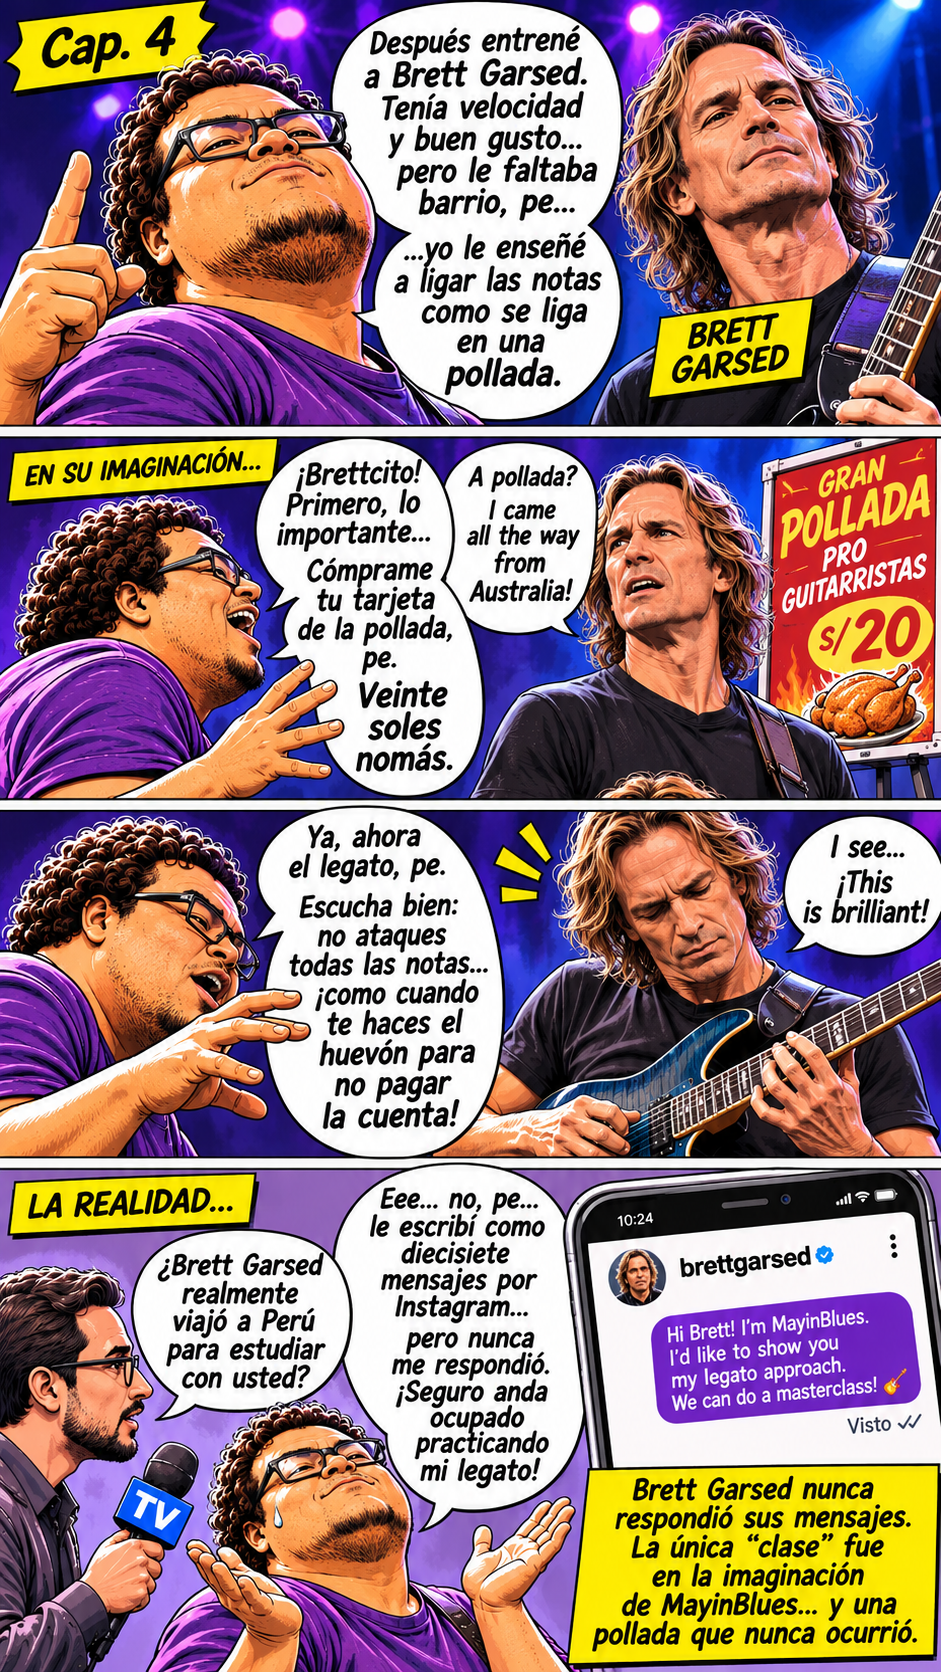 Cap. 4
Después entrené
a Brett Garsed.
Tenía velocidad
y buen gusto...
pero le faltaba
barrio, pe...
...yo le enseñé
a ligar las notas
como se liga
en una
pollada.
BRETT
GARSED
EN SU IMAGINACIÓN...
¡Brettcito!
Primero, lo
importante...
Cómprame
tu tarjeta
de la pollada,
pe.
Veinte
soles
nomás.
A pollada?
I came
all the way
from
Australia!
GRAN
POLLADA
PRO
GUITARRISTAS
S/20
Ya, ahora
el legato, pe.
Escucha bien:
no ataques
todas las notas...
¡como cuando
te haces el
huevón para
no pagar
la cuenta!
I see...
¡This
is brilliant!
LA REALIDAD...
¿Brett Garsed
realmente
viajó a Perú
para estudiar
con usted?
TV
Eee... no, pe...
le escribí como
diecisiete
mensajes por
Instagram...
pero nunca
me respondió.
¡Seguro anda
ocupado
practicando
mi legato!
10:24
brettgarsed
Hi Brett! I'm MayinBlues.
I'd like to show you
my legato approach.
We can do a masterclass! 🎸
Visto
Brett Garsed nunca
respondió sus mensajes.
La única “clase” fue
en la imaginación
de MayinBlues... y una
pollada que nunca ocurrió.